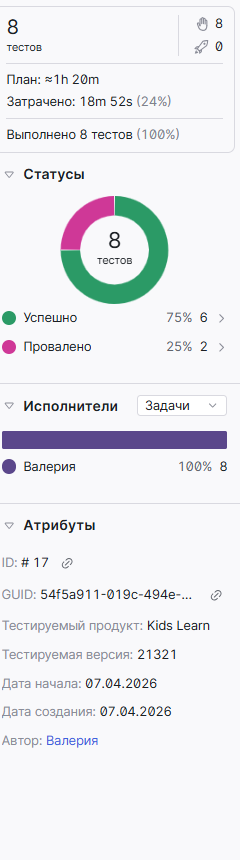 8
тестов
8
0
План: ≈1h 20m
Затрачено: 18m 52s (24%)
Выполнено 8 тестов (100%)
Статусы
8
тестов
Успешно 75% 6
Провалено 25% 2
Исполнители Задачи
Валерия 100% 8
Атрибуты
ID: # 17
GUID: 54f5a911-019c-494e-...
Тестируемый продукт: Kids Learn
Тестируемая версия: 21321
Дата начала: 07.04.2026
Дата создания: 07.04.2026
Автор: Валерия